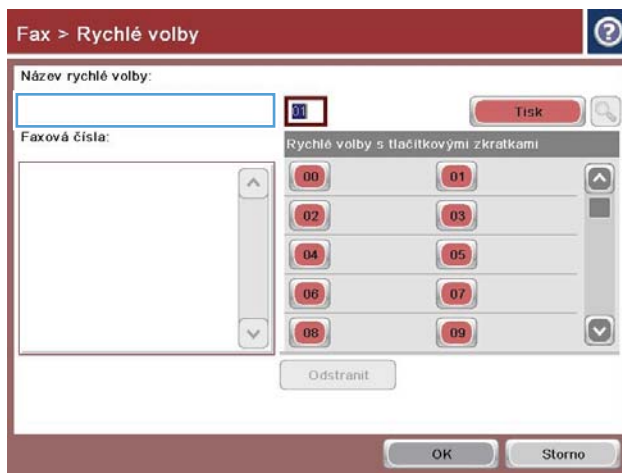 Fax > Rychlé volby
Název rychlé volby:
01
Tisk
Faxová čísla:
Rychlé volby s tlačítkovými zkratkami
00
01
02
03
04
05
06
07
08
09
Odstranit
OK
Storno